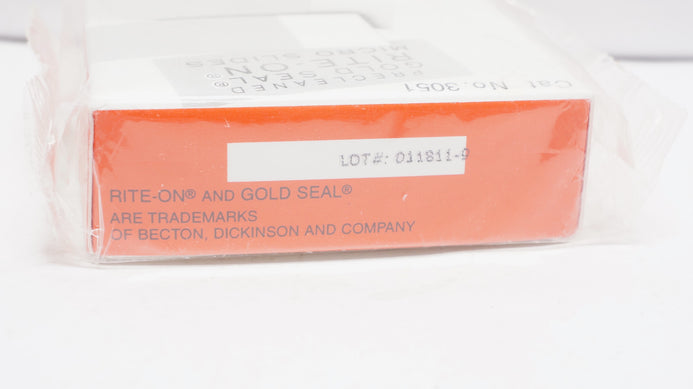 PRECLEANED
GOLD SEAL®
RITE-ON
MICRO SLIDES
Cat. No. 3051
LOT#: 011811-9
RITE-ON® AND GOLD SEAL®
ARE TRADEMARKS
OF BECTON, DICKINSON AND COMPANY